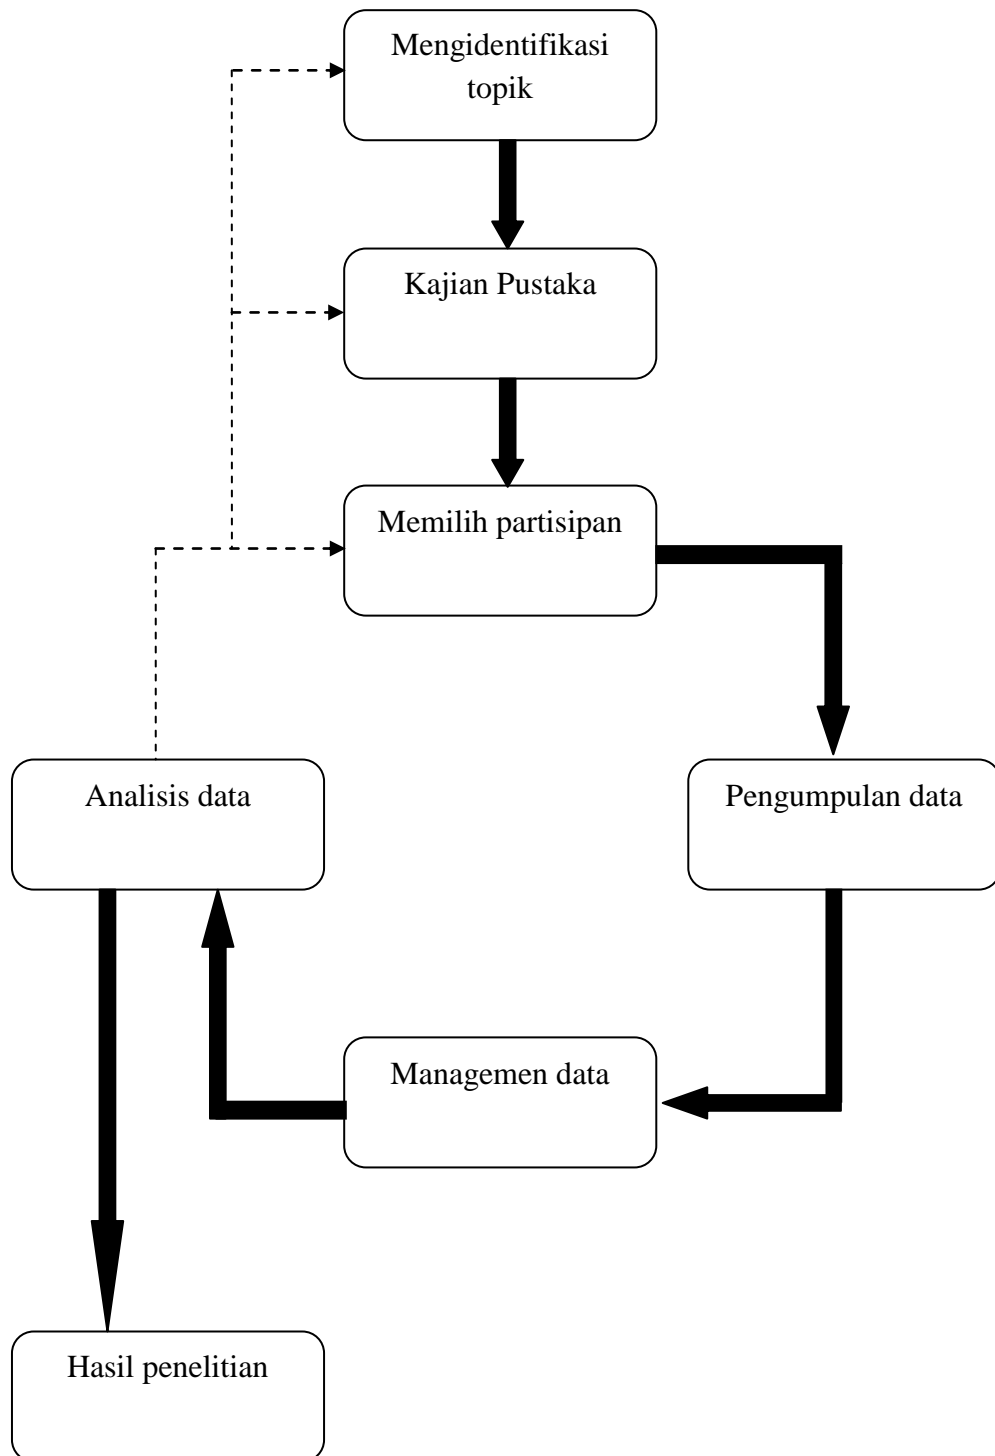 Mengidentifikasi
topik
Kajian Pustaka
Memilih partisipan
Analisis data
Pengumpulan data
Managemen data
Hasil penelitian